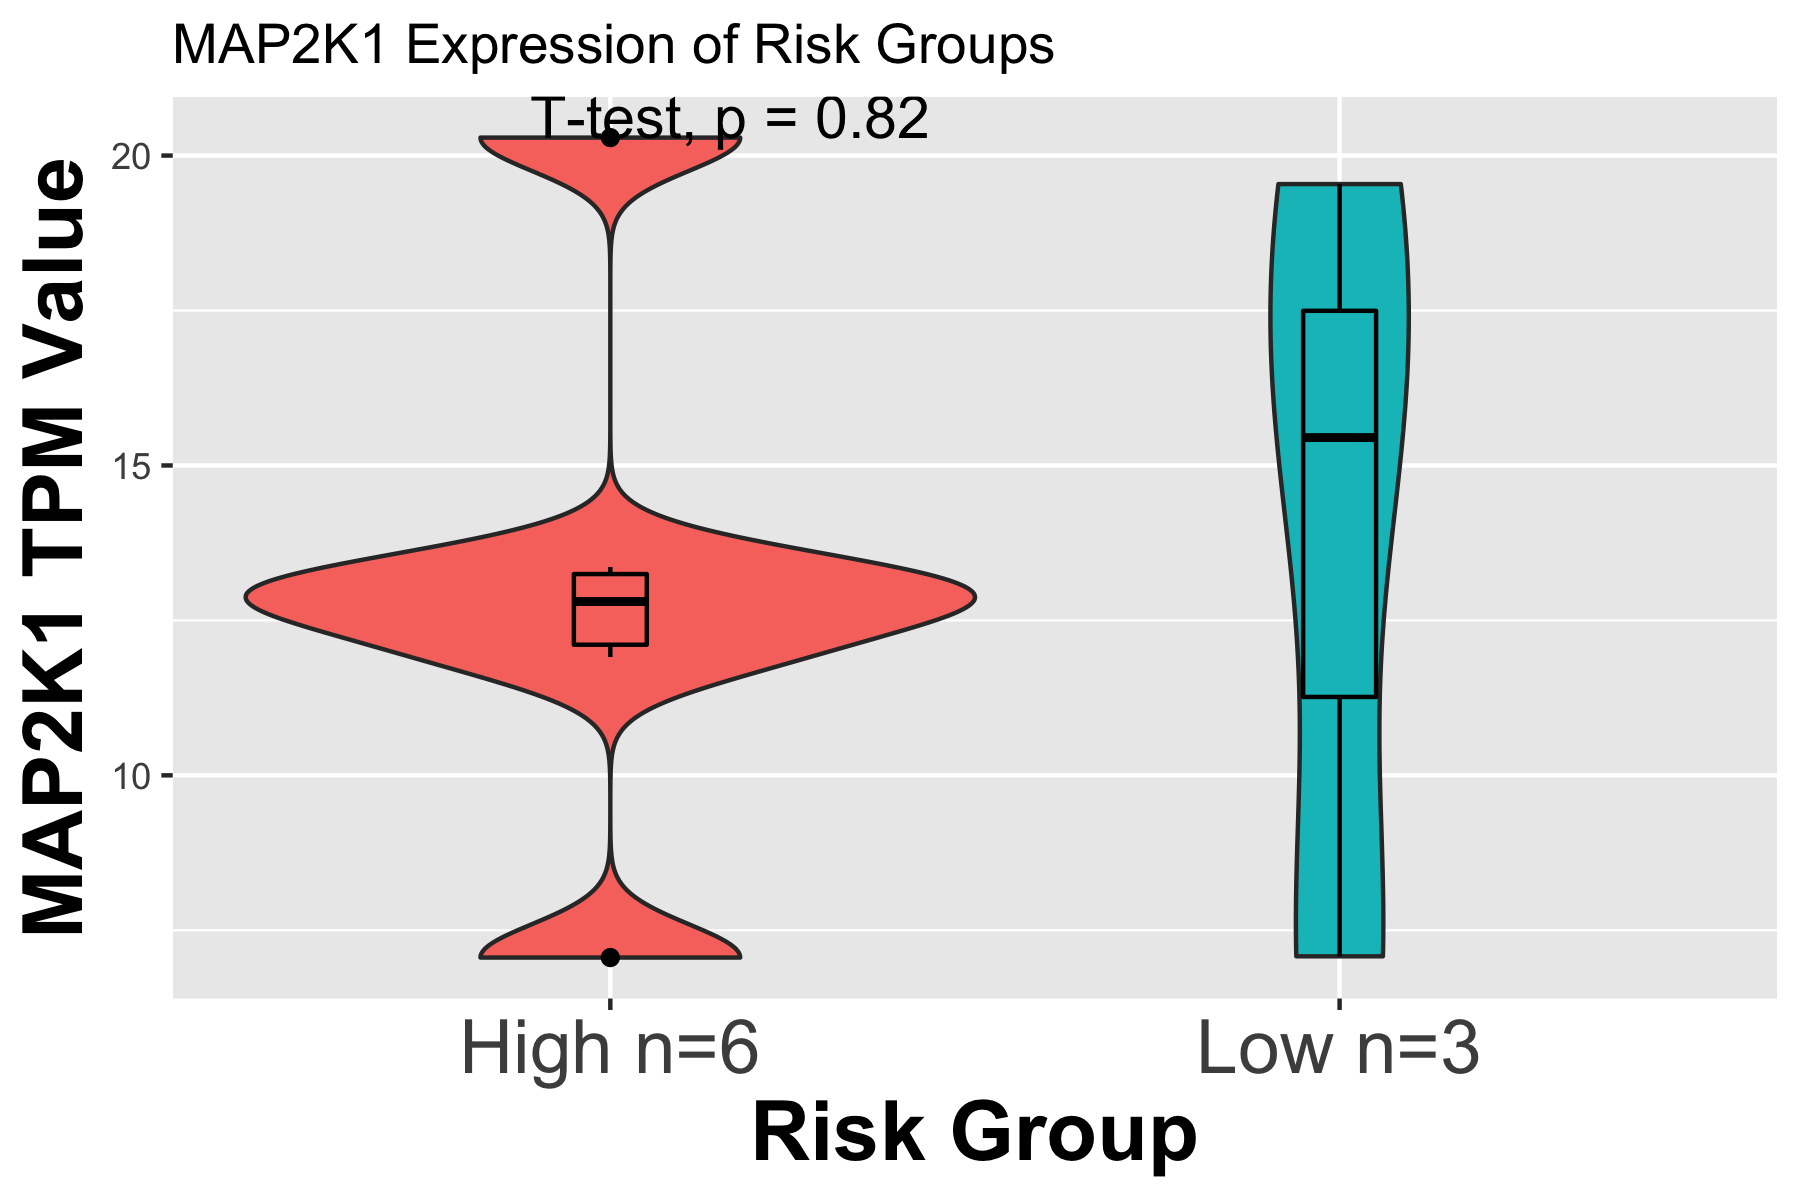 MAP2K1 Expression of Risk Groups
T-test, p = 0.82
MAP2K1 TPM Value
20
15
10
High n=6
Low n=3
Risk Group